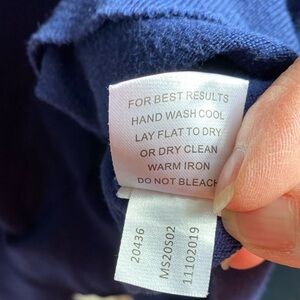 FOR BEST RESULTS
HAND WASH COOL
LAY FLAT TO DRY
OR DRY CLEAN
WARM IRON
DO NOT BLEACH
20436
MS20S02
11102019